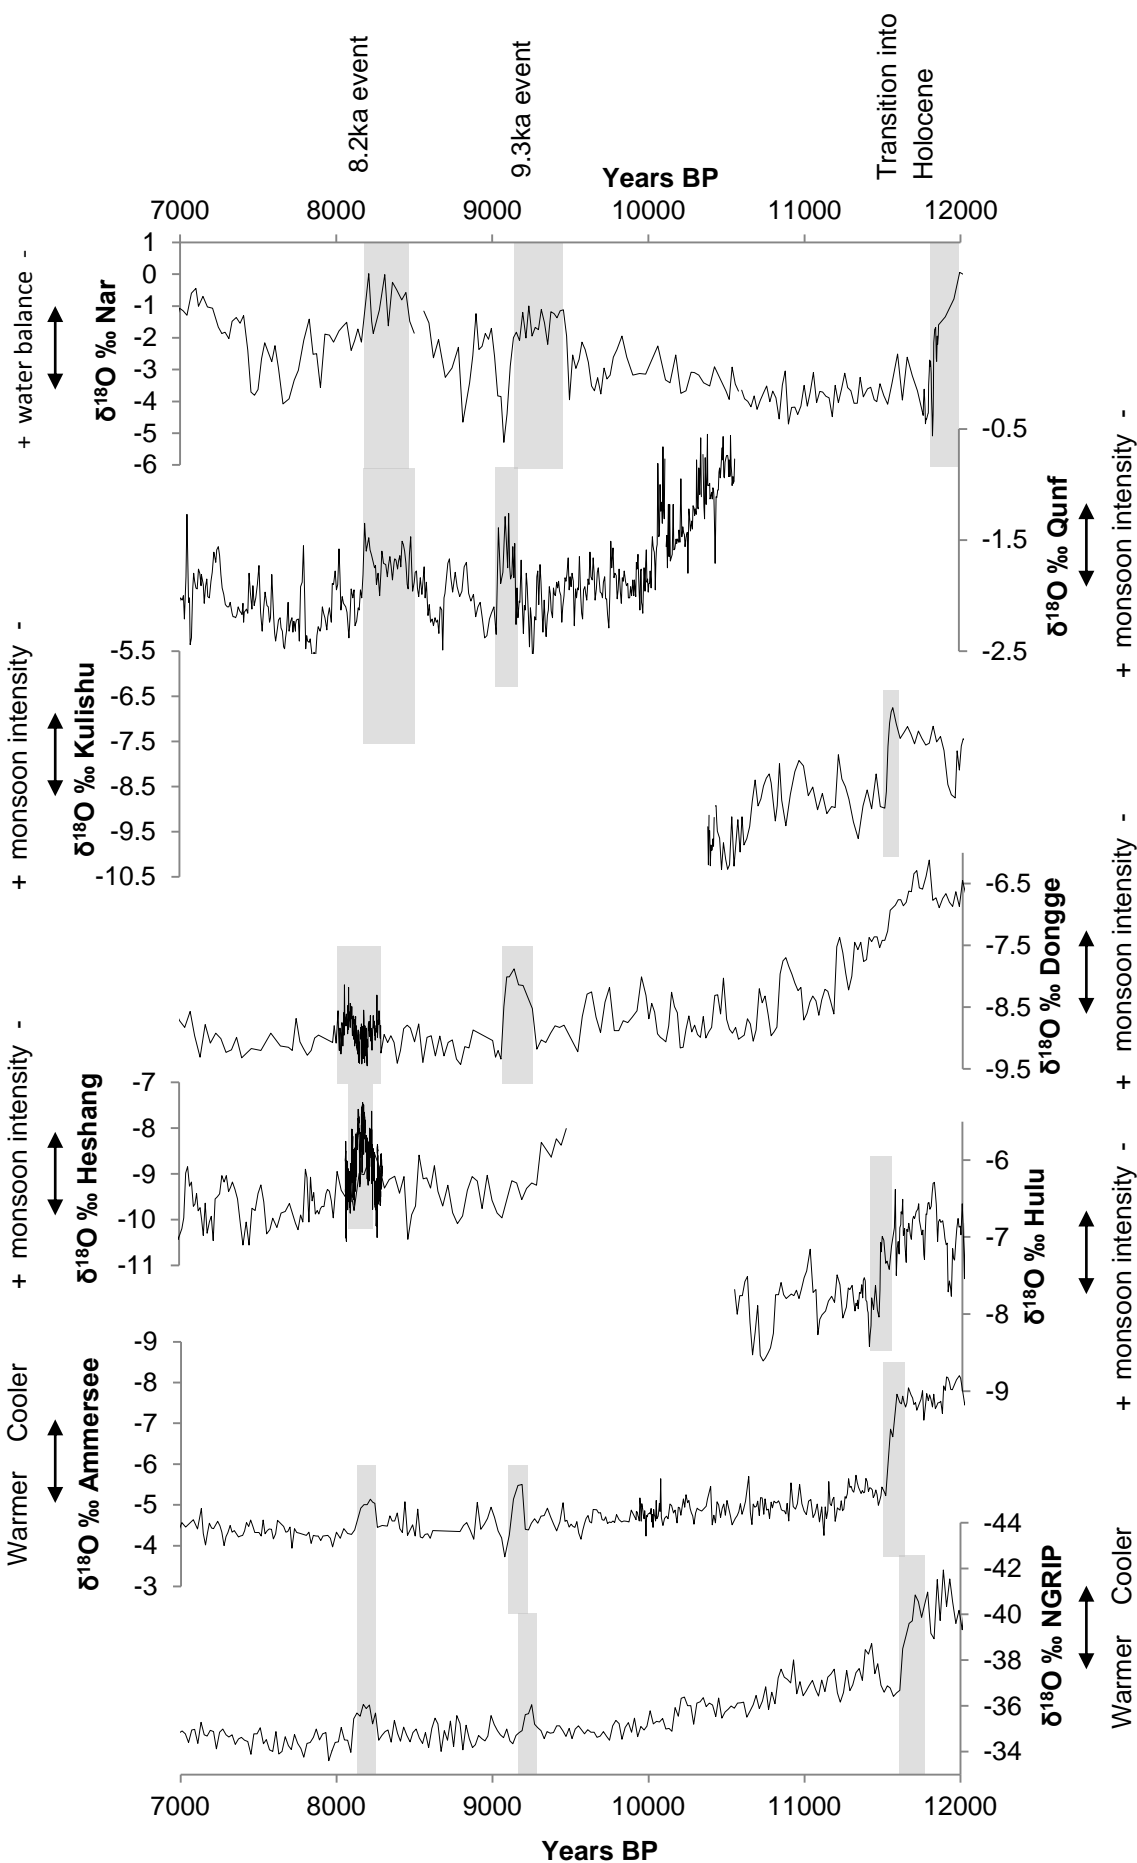 8.2ka event
9.3ka event
Transition into
Holocene
Years BP
7000 8000 9000 10000 11000 12000
+ water balance -
δ¹⁸O ‰ Nar
1
0
-1
-2
-3
-4
-5
-6
-0.5
-1.5
-2.5
δ¹⁸O ‰ Qunf
+ monsoon intensity -
+ monsoon intensity -
δ¹⁸O ‰ Kulishu
-5.5
-6.5
-7.5
-8.5
-9.5
-10.5
-6.5
-7.5
-8.5
-9.5
δ¹⁸O ‰ Dongge
+ monsoon intensity -
+ monsoon intensity -
δ¹⁸O ‰ Heshang
-7
-8
-9
-10
-11
-6
-7
-8
-9
δ¹⁸O ‰ Hulu
+ monsoon intensity -
Warmer Cooler
δ¹⁸O ‰ Ammersee
-9
-8
-7
-6
-5
-4
-3
-44
-42
-40
-38
-36
-34
δ¹⁸O ‰ NGRIP
Warmer Cooler
7000 8000 9000 10000 11000 12000
Years BP